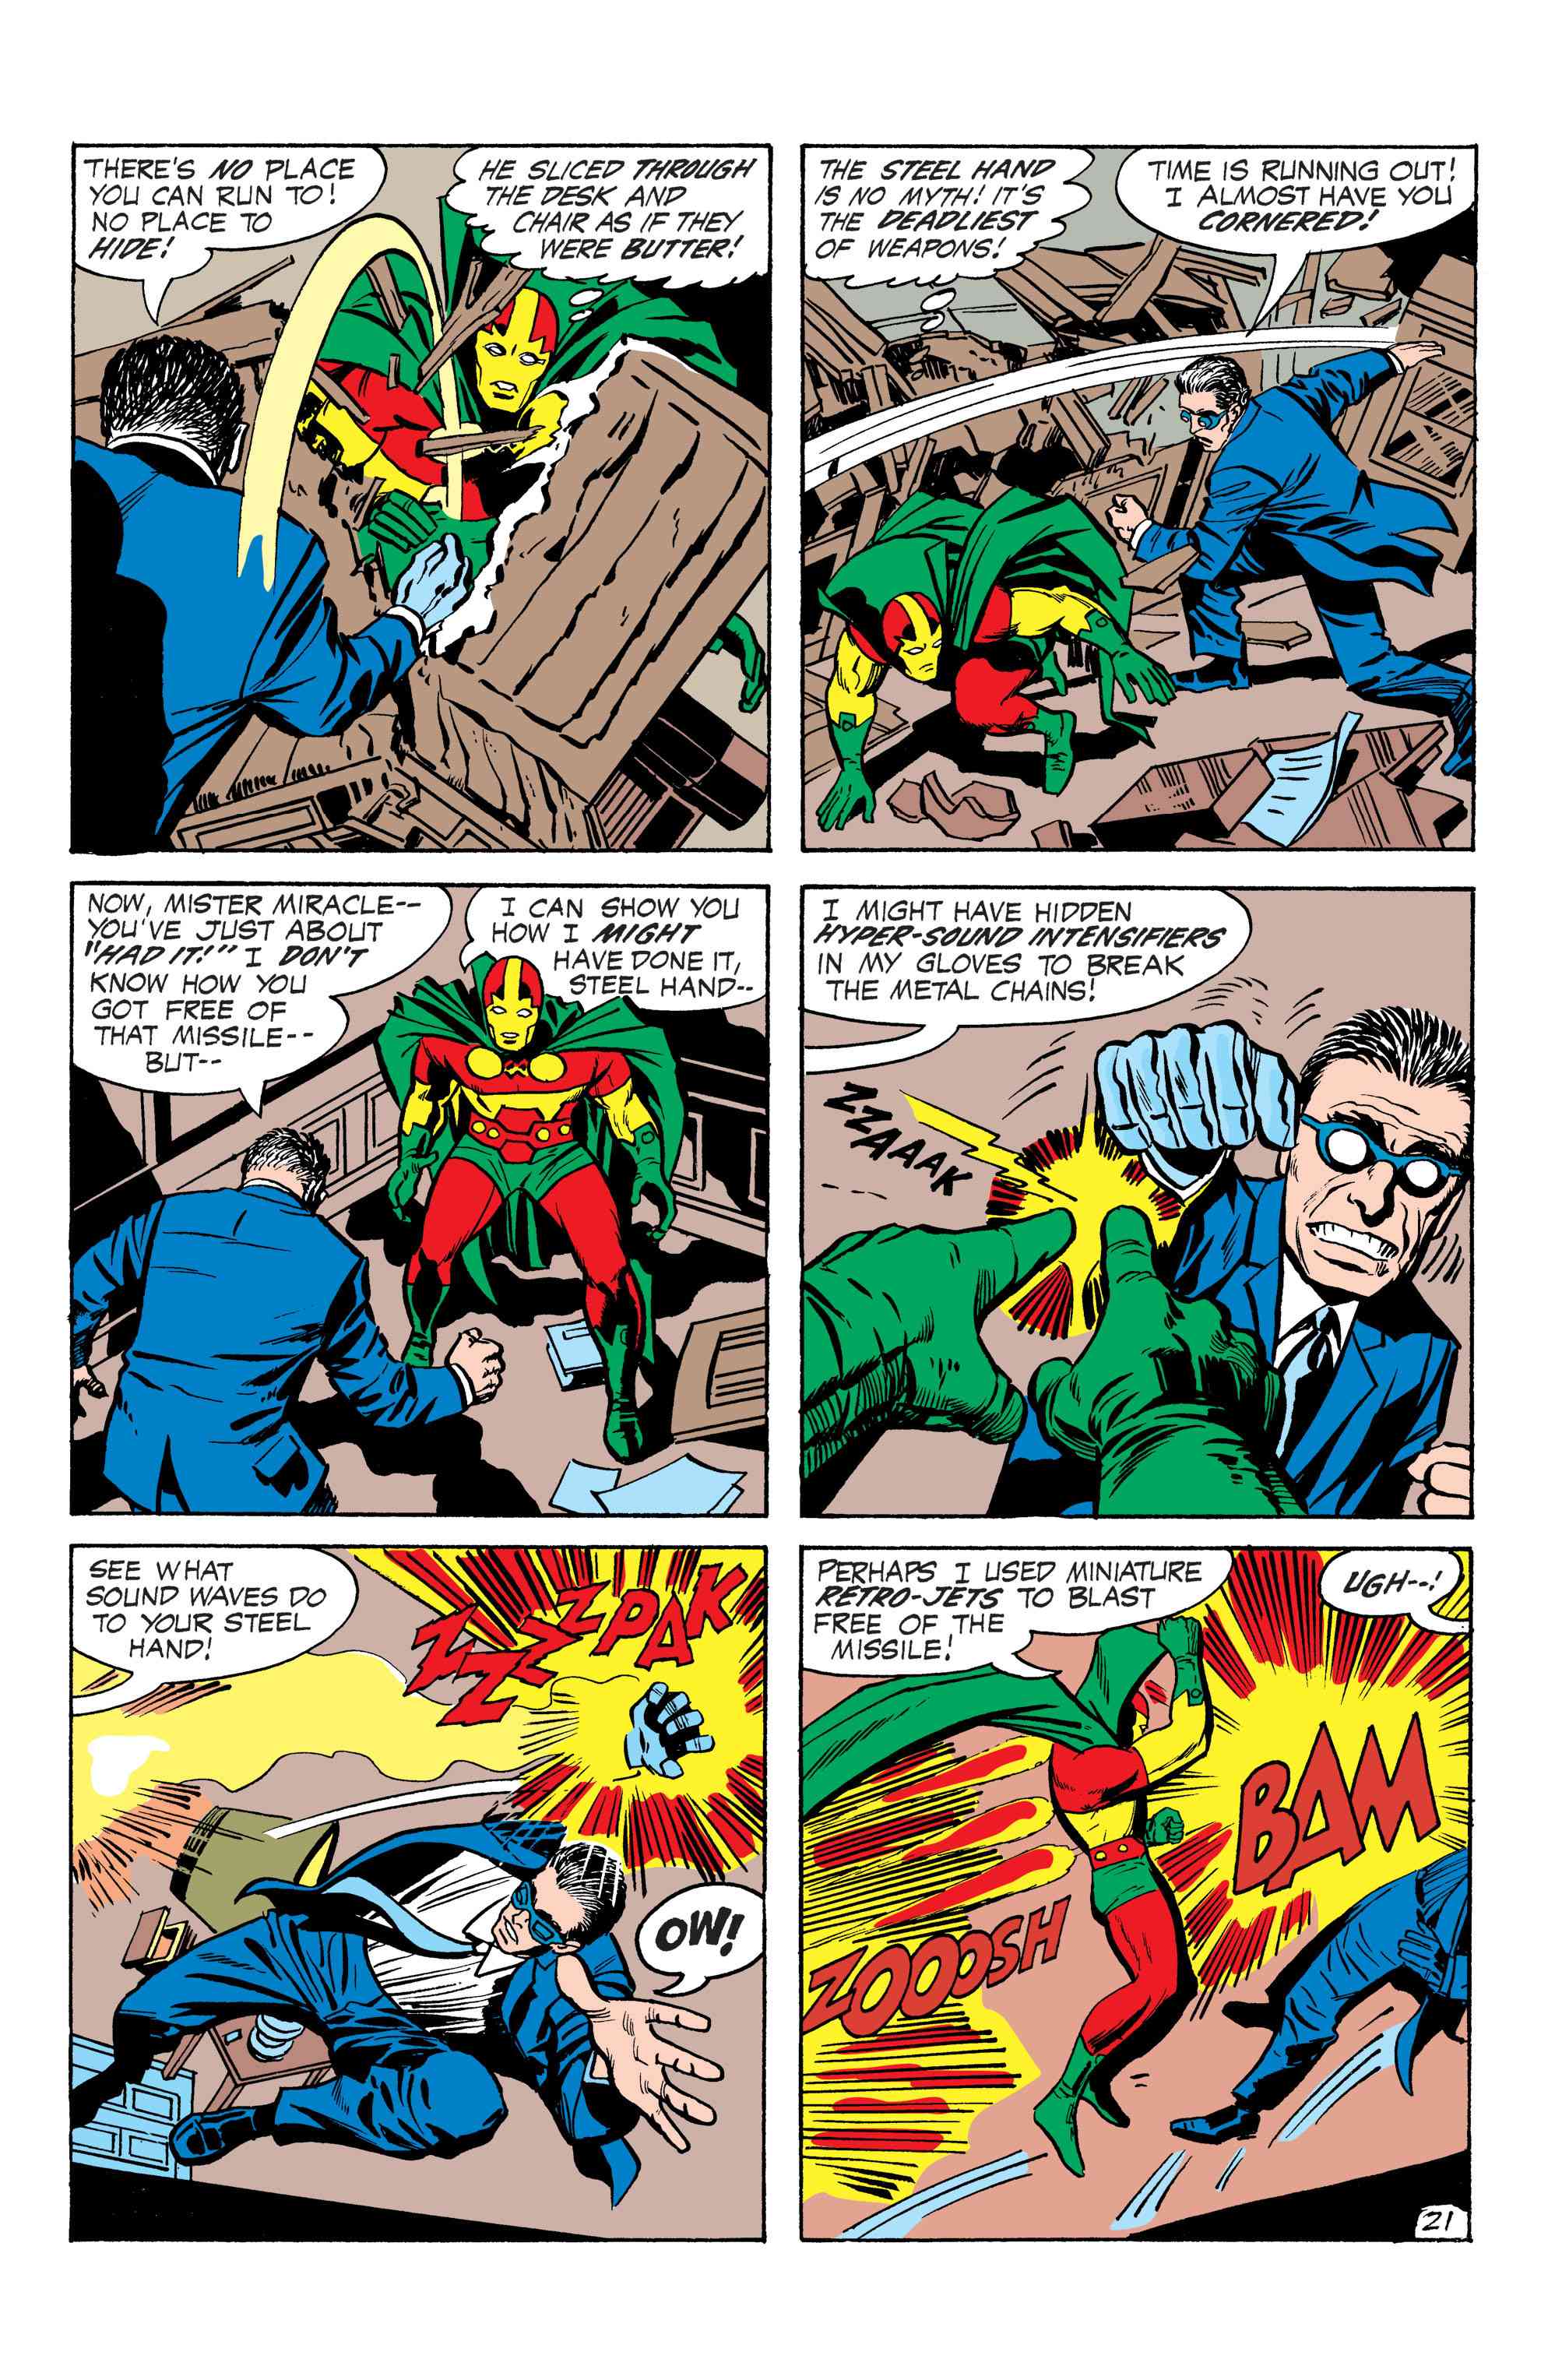 THERE'S NO PLACE
YOU CAN RUN TO!
NO PLACE TO
HIDE!
HE SLICED THROUGH
THE DESK AND
CHAIR AS IF THEY
WERE BUTTER!
THE STEEL HAND
IS NO MYTH! IT'S
THE DEADLIEST
OF WEAPONS!
TIME IS RUNNING OUT!
I ALMOST HAVE YOU
CORNERED!
NOW, MISTER MIRACLE--
YOU'VE JUST ABOUT
"HAD IT!" I DON'T
KNOW HOW YOU
GOT FREE OF
THAT MISSILE--
BUT--
I CAN SHOW YOU
HOW I MIGHT
HAVE DONE IT,
STEEL HAND--
I MIGHT HAVE HIDDEN
HYPER-SOUND INTENSIFIERS
IN MY GLOVES TO BREAK
THE METAL CHAINS!
ZZZAAAK
SEE WHAT
SOUND WAVES DO
TO YOUR STEEL
HAND!
ZZZZZPAK
OW!
PERHAPS I USED MINIATURE
RETRO-JETS TO BLAST
FREE OF THE
MISSILE!
UGH--!
BAM
ZOOOOSH
21